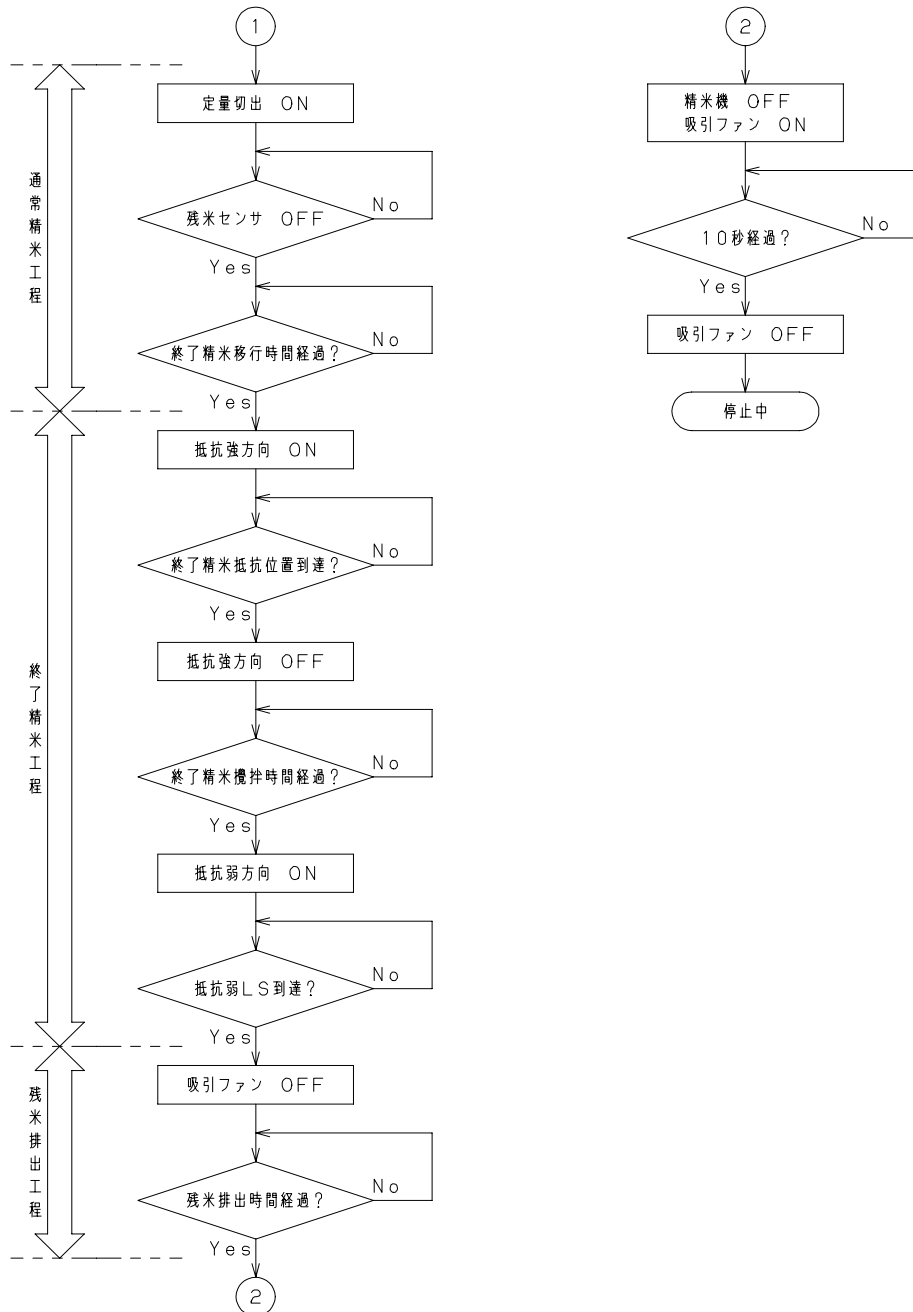 ①
定量切出　ON
残米センサ　OFF
No
Yes
終了精米移行時間経過？
No
Yes
通常精米工程
抵抗強方向　ON
終了精米抵抗位置到達？
No
Yes
抵抗強方向　OFF
終了精米攪拌時間経過？
No
Yes
抵抗弱方向　ON
抵抗弱LS到達？
No
Yes
終了精米工程
吸引ファン　OFF
残米排出時間経過？
No
Yes
残米排出工程
②
②
精米機　OFF
吸引ファン　ON
10秒経過？
No
Yes
吸引ファン　OFF
停止中